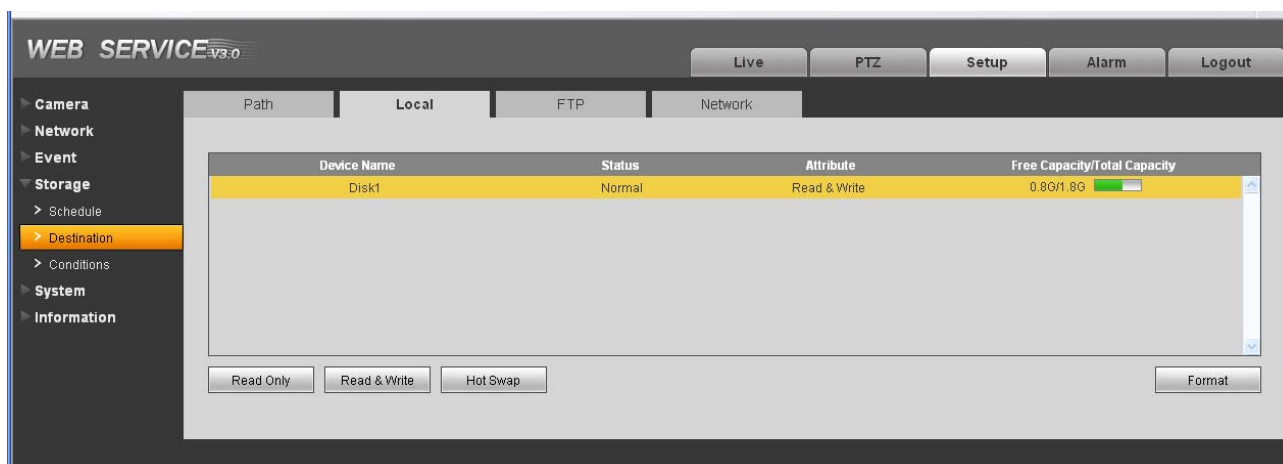 WEB SERVICE V3.0
Live PTZ Setup Alarm Logout
Path Local FTP Network
Camera
Network
Event
Storage
> Schedule
> Destination
> Conditions
System
Information
Device Name Status Attribute Free Capacity/Total Capacity
Disk1 Normal Read & Write 0.8G/1.8G
Read Only Read & Write Hot Swap Format